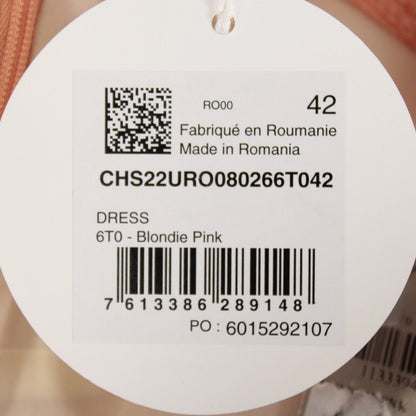 RO00
42
Fabriqué en Roumanie
Made in Romania
CHS22URO080266T042
DRESS
6T0 - Blondie Pink
7 613386 289148
PO : 6015292107